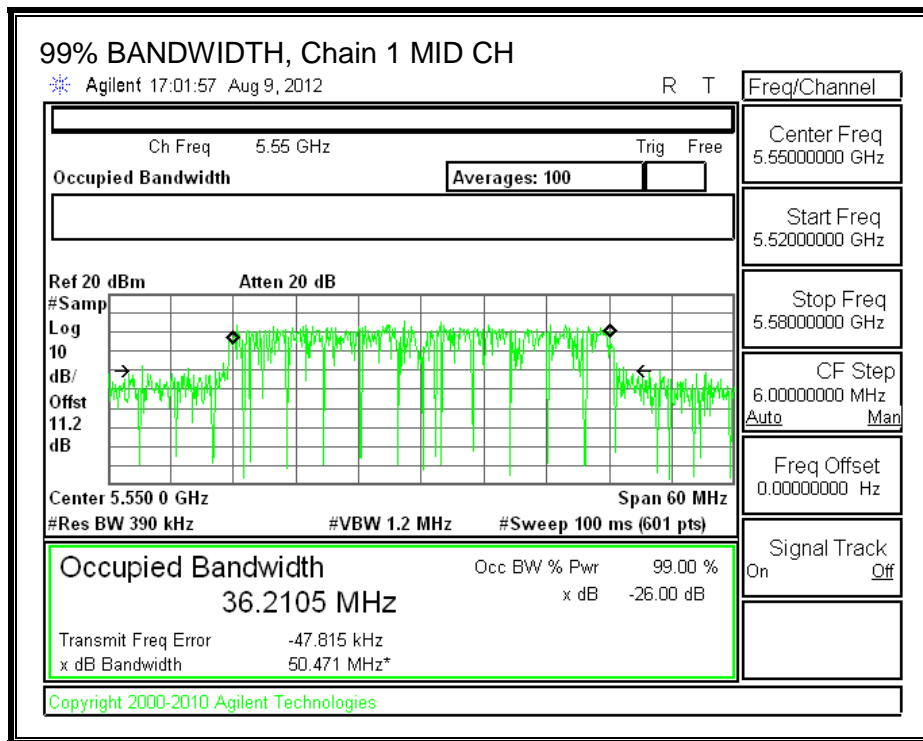 99% BANDWIDTH, Chain 1 MID CH
Agilent 17:01:57 Aug 9, 2012 R T
Freq/Channel
Ch Freq 5.55 GHz Trig Free
Occupied Bandwidth Averages: 100
Center Freq
5.55000000 GHz
Start Freq
5.52000000 GHz
Stop Freq
5.58000000 GHz
CF Step
6.00000000 MHz
Auto Man
Freq Offset
0.00000000 Hz
Signal Track
On Off
Ref 20 dBm Atten 20 dB
#Samp
Log
10
dB/
Offst
11.2
dB
Center 5.550 0 GHz Span 60 MHz
#Res BW 390 kHz #VBW 1.2 MHz #Sweep 100 ms (601 pts)
Occupied Bandwidth Occ BW % Pwr 99.00 %
36.2105 MHz x dB -26.00 dB
Transmit Freq Error -47.815 kHz
x dB Bandwidth 50.471 MHz*
Copyright 2000-2010 Agilent Technologies